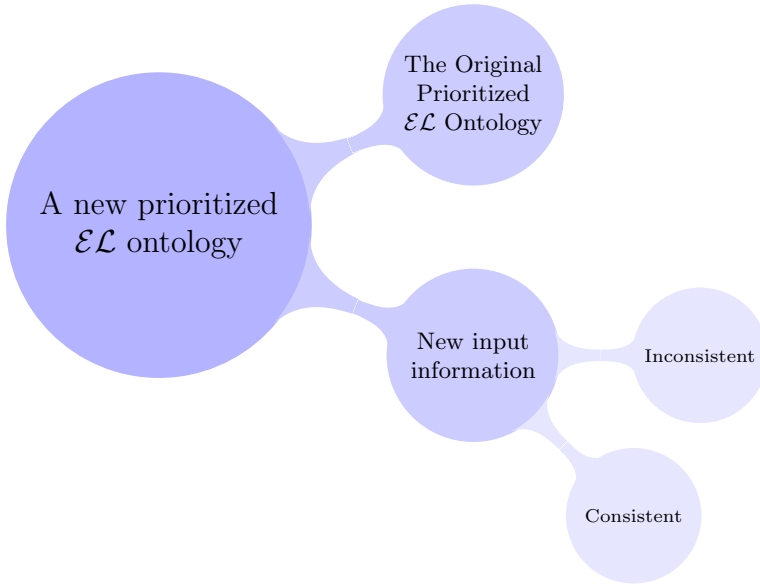 The Original
Prioritized
ℰℒ Ontology
A new prioritized
ℰℒ ontology
New input
information
Inconsistent
Consistent